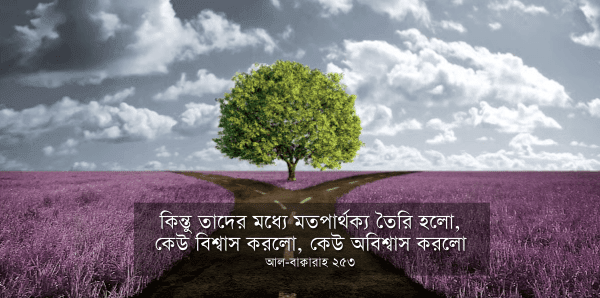 কিন্তু তাদের মধ্যে মতপার্থক্য তৈরি হলো,
কেউ বিশ্বাস করলো, কেউ অবিশ্বাস করলো
আল-বাক্বারাহ ২৫৩